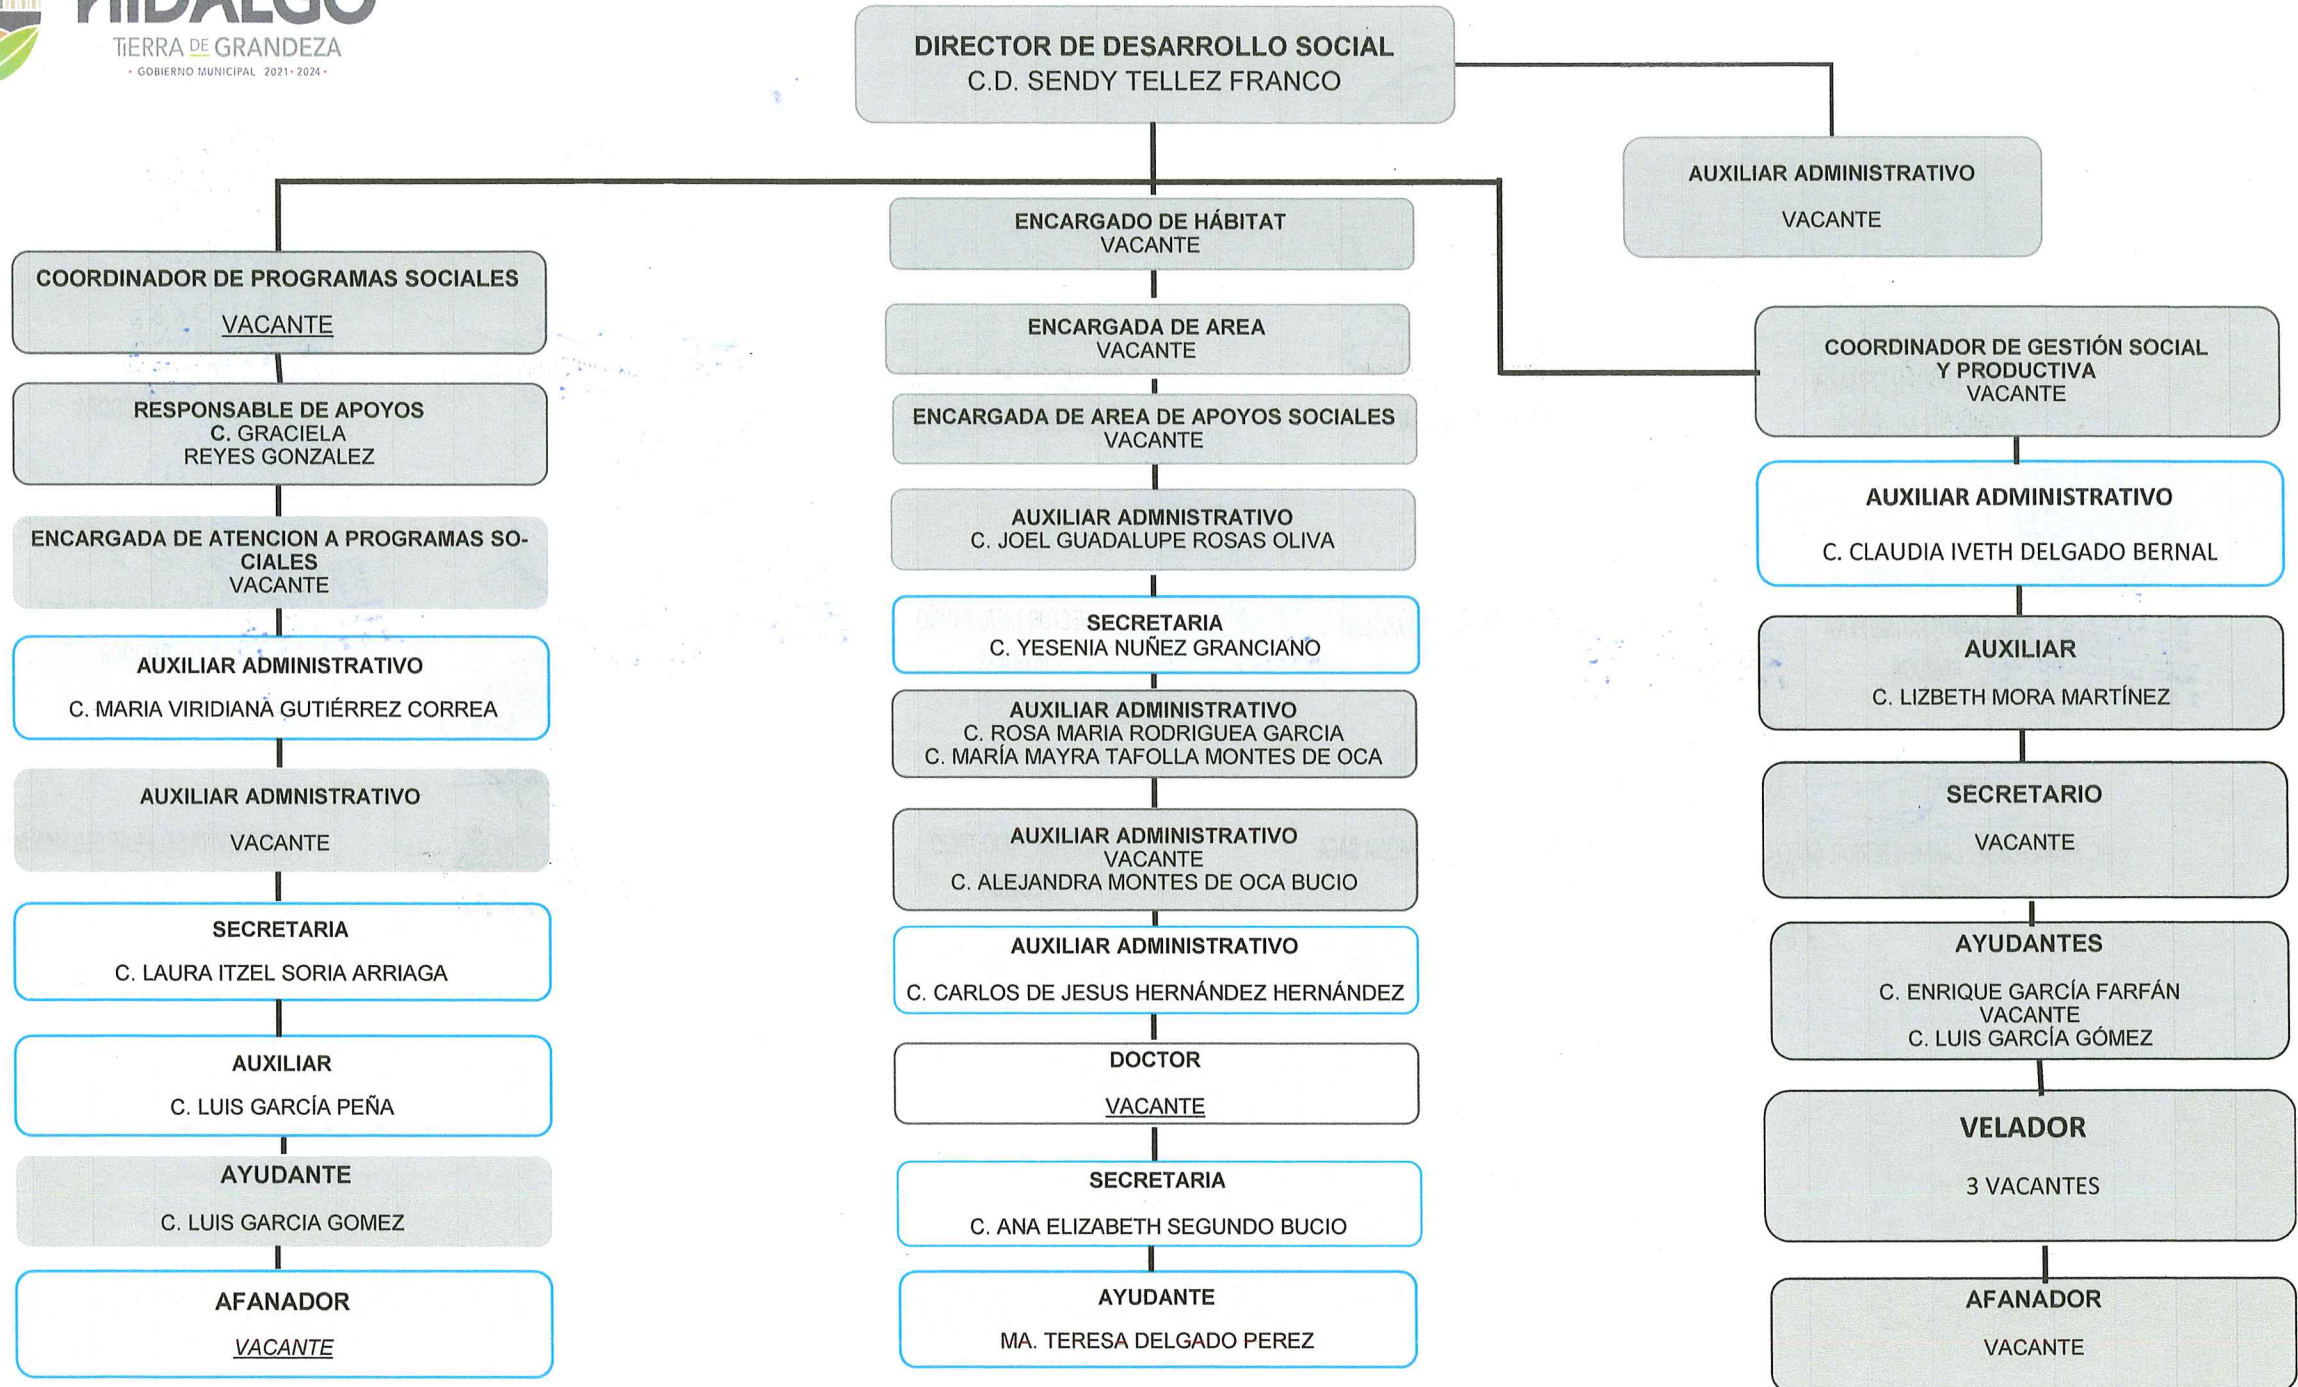 HIDALGO
TIERRA DE GRANDEZA
• GOBIERNO MUNICIPAL 2021 • 2024 •
DIRECTOR DE DESARROLLO SOCIAL
C.D. SENDY TELLEZ FRANCO
AUXILIAR ADMINISTRATIVO
VACANTE
COORDINADOR DE PROGRAMAS SOCIALES
VACANTE
RESPONSABLE DE APOYOS
C. GRACIELA
REYES GONZALEZ
ENCARGADA DE ATENCION A PROGRAMAS SO-
CIALES
VACANTE
AUXILIAR ADMINISTRATIVO
C. MARIA VIRIDIANA GUTIÉRREZ CORREA
AUXILIAR ADMNISTRATIVO
VACANTE
SECRETARIA
C. LAURA ITZEL SORIA ARRIAGA
AUXILIAR
C. LUIS GARCÍA PEÑA
AYUDANTE
C. LUIS GARCIA GOMEZ
AFANADOR
VACANTE
ENCARGADO DE HÁBITAT
VACANTE
ENCARGADA DE AREA
VACANTE
ENCARGADA DE AREA DE APOYOS SOCIALES
VACANTE
AUXILIAR ADMNISTRATIVO
C. JOEL GUADALUPE ROSAS OLIVA
SECRETARIA
C. YESENIA NUÑEZ GRANCIANO
AUXILIAR ADMINISTRATIVO
C. ROSA MARIA RODRIGUEA GARCIA
C. MARÍA MAYRA TAFOLLA MONTES DE OCA
AUXILIAR ADMINISTRATIVO
VACANTE
C. ALEJANDRA MONTES DE OCA BUCIO
AUXILIAR ADMINISTRATIVO
C. CARLOS DE JESUS HERNÁNDEZ HERNÁNDEZ
DOCTOR
VACANTE
SECRETARIA
C. ANA ELIZABETH SEGUNDO BUCIO
AYUDANTE
MA. TERESA DELGADO PEREZ
COORDINADOR DE GESTIÓN SOCIAL
Y PRODUCTIVA
VACANTE
AUXILIAR ADMINISTRATIVO
C. CLAUDIA IVETH DELGADO BERNAL
AUXILIAR
C. LIZBETH MORA MARTÍNEZ
SECRETARIO
VACANTE
AYUDANTES
C. ENRIQUE GARCÍA FARFÁN
VACANTE
C. LUIS GARCÍA GÓMEZ
VELADOR
3 VACANTES
AFANADOR
VACANTE